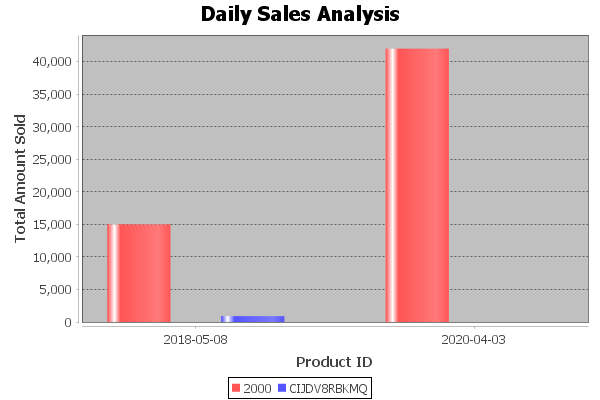 Daily Sales Analysis
Total Amount Sold
40,000
35,000
30,000
25,000
20,000
15,000
10,000
5,000
0
2018-05-08 2020-04-03
Product ID
2000 CIJDV8RBKMQ